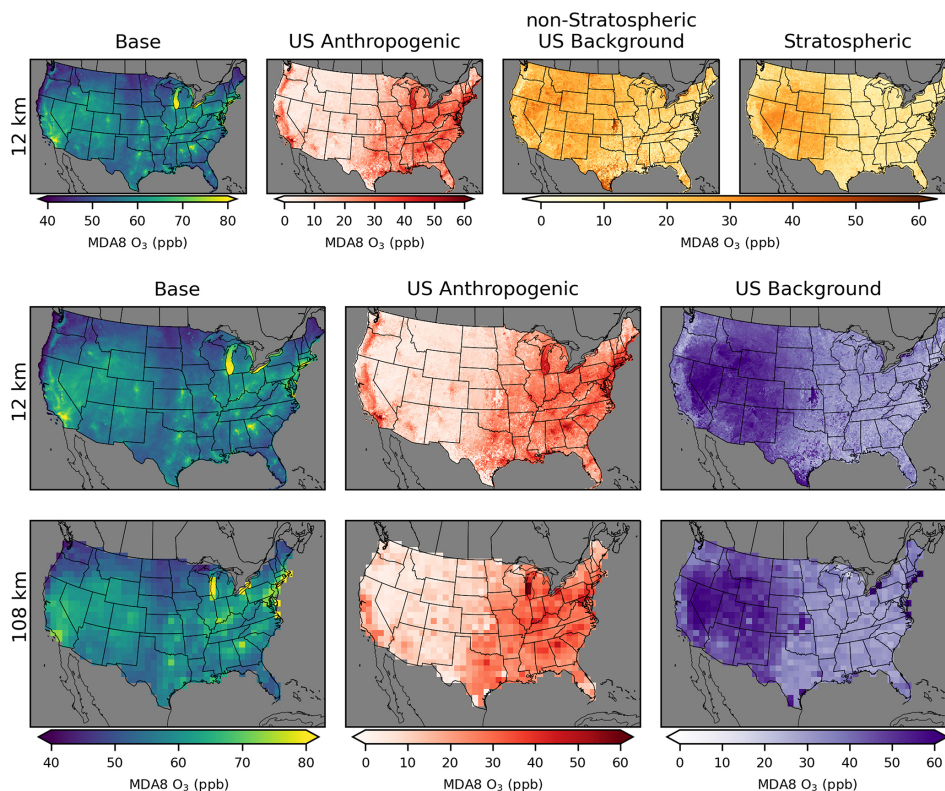 Base
US Anthropogenic
non-Stratospheric
US Background
Stratospheric
12 km
40 50 60 70 80
MDA8 O₃ (ppb)
0 10 20 30 40 50 60
MDA8 O₃ (ppb)
0 10 20 30 40 50 60
MDA8 O₃ (ppb)
Base
US Anthropogenic
US Background
12 km
108 km
40 50 60 70 80
MDA8 O₃ (ppb)
0 10 20 30 40 50 60
MDA8 O₃ (ppb)
0 10 20 30 40 50 60
MDA8 O₃ (ppb)